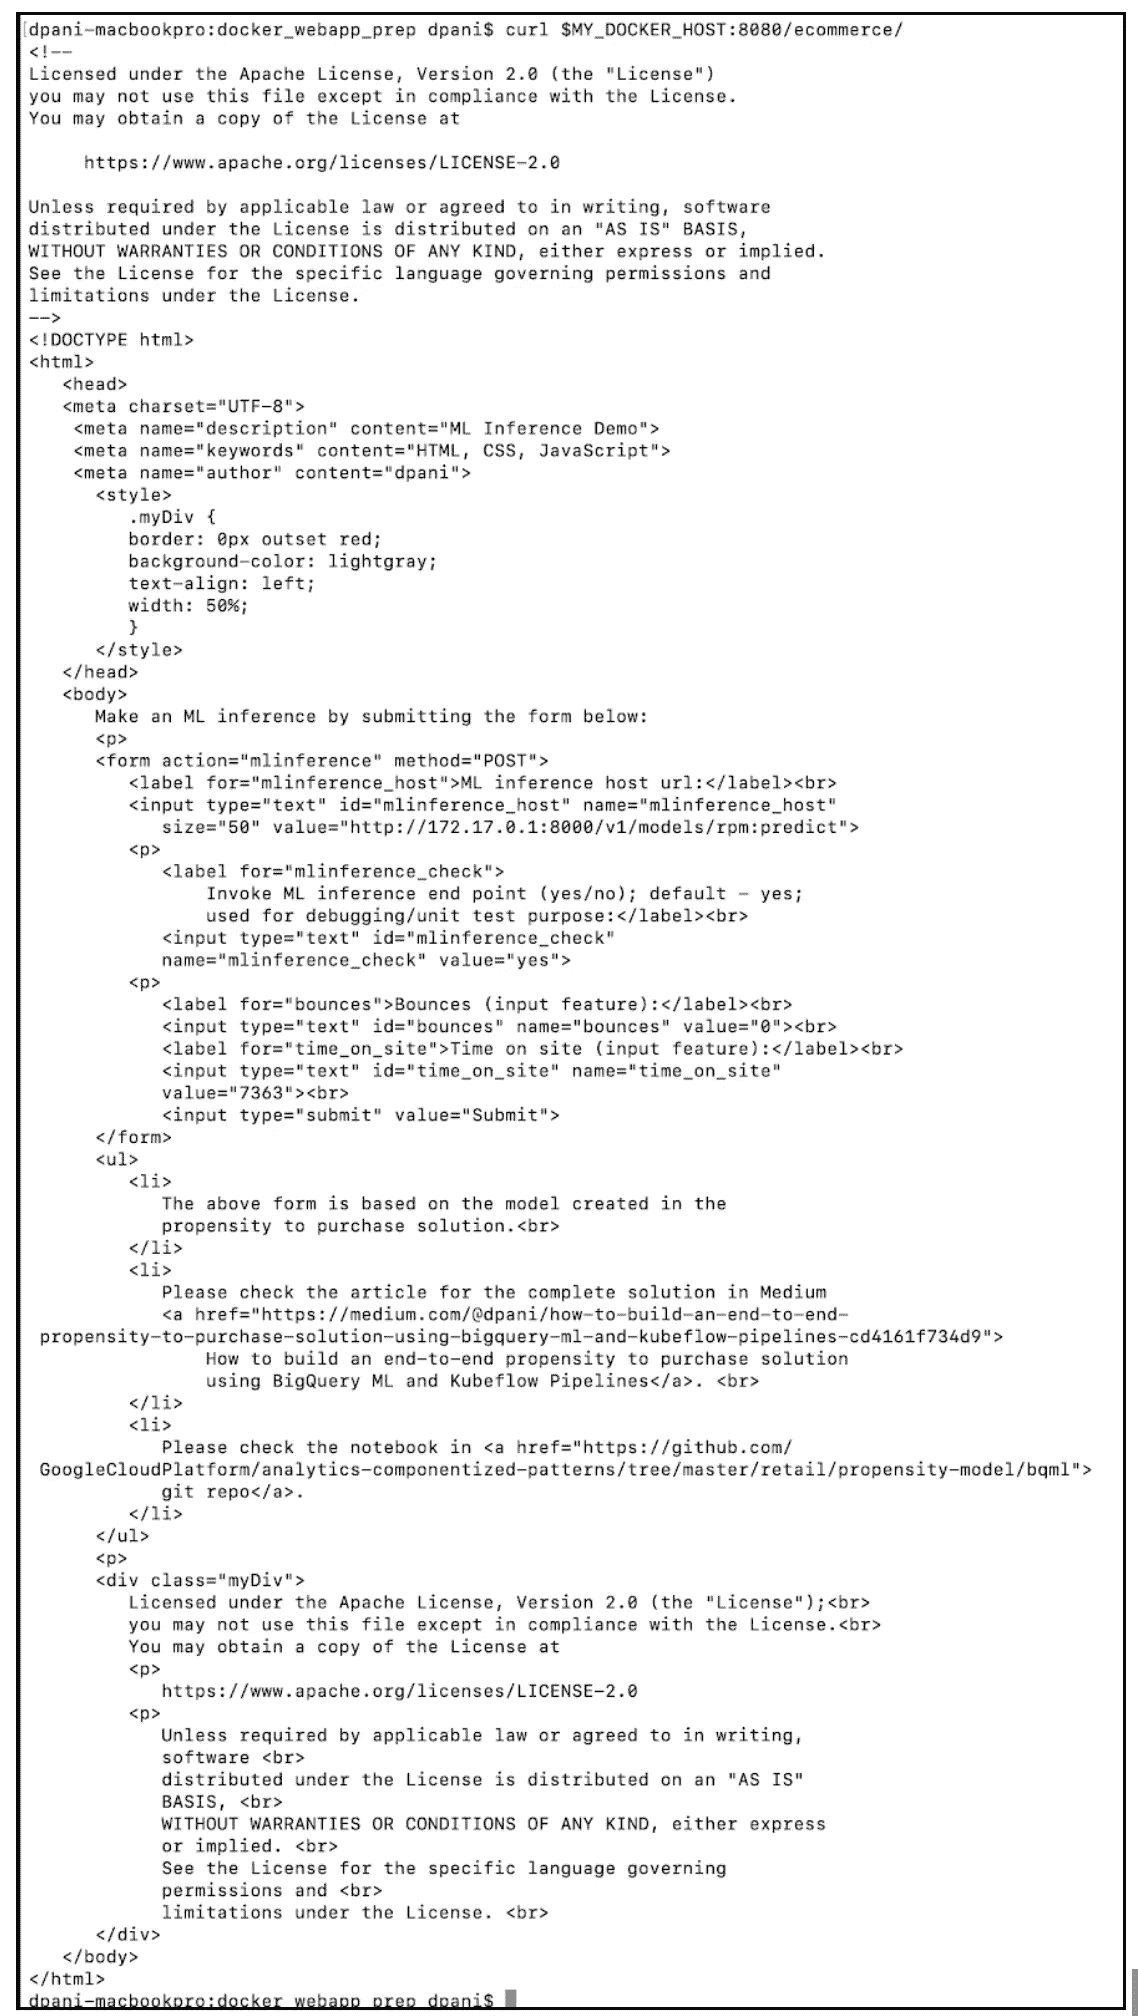 [dpani-macbookpro:docker_webapp_prep dpani$ curl $MY_DOCKER_HOST:8080/ecommerce/
<!--
Licensed under the Apache License, Version 2.0 (the "License")
you may not use this file except in compliance with the License.
You may obtain a copy of the License at
https://www.apache.org/licenses/LICENSE-2.0
Unless required by applicable law or agreed to in writing, software
distributed under the License is distributed on an "AS IS" BASIS,
WITHOUT WARRANTIES OR CONDITIONS OF ANY KIND, either express or implied.
See the License for the specific language governing permissions and
limitations under the License.
-->
<!DOCTYPE html>
<html>
<head>
<meta charset="UTF-8">
<meta name="description" content="ML Inference Demo">
<meta name="keywords" content="HTML, CSS, JavaScript">
<meta name="author" content="dpani">
<style>
.myDiv {
border: 0px outset red;
background-color: lightgray;
text-align: left;
width: 50%;
}
</style>
</head>
<body>
Make an ML inference by submitting the form below:
<p>
<form action="mlinference" method="POST">
<label for="mlinference_host">ML inference host url:</label><br>
<input type="text" id="mlinference_host" name="mlinference_host"
size="50" value="http://172.17.0.1:8000/v1/models/rpm:predict">
<p>
<label for="mlinference_check">
Invoke ML inference end point (yes/no); default - yes;
used for debugging/unit test purpose:</label><br>
<input type="text" id="mlinference_check"
name="mlinference_check" value="yes">
<p>
<label for="bounces">Bounces (input feature):</label><br>
<input type="text" id="bounces" name="bounces" value="0"><br>
<label for="time_on_site">Time on site (input feature):</label><br>
<input type="text" id="time_on_site" name="time_on_site"
value="7363"><br>
<input type="submit" value="Submit">
</form>
<ul>
<li>
The above form is based on the model created in the
propensity to purchase solution.<br>
</li>
<li>
Please check the article for the complete solution in Medium
<a href="https://medium.com/@dpani/how-to-build-an-end-to-end-
propensity-to-purchase-solution-using-bigquery-ml-and-kubeflow-pipelines-cd4161f734d9">
How to build an end-to-end propensity to purchase solution
using BigQuery ML and Kubeflow Pipelines</a>. <br>
</li>
<li>
Please check the notebook in <a href="https://github.com/
GoogleCloudPlatform/analytics-componentized-patterns/tree/master/retail/propensity-model/bqml">
git repo</a>.
</li>
</ul>
<p>
<div class="myDiv">
Licensed under the Apache License, Version 2.0 (the "License");<br>
you may not use this file except in compliance with the License.<br>
You may obtain a copy of the License at
<p>
https://www.apache.org/licenses/LICENSE-2.0
<p>
Unless required by applicable law or agreed to in writing,
software <br>
distributed under the License is distributed on an "AS IS"
BASIS, <br>
WITHOUT WARRANTIES OR CONDITIONS OF ANY KIND, either express
or implied. <br>
See the License for the specific language governing
permissions and <br>
limitations under the License. <br>
</div>
</body>
</html>
dpani-macbookpro:docker_webapp_prep dpani$